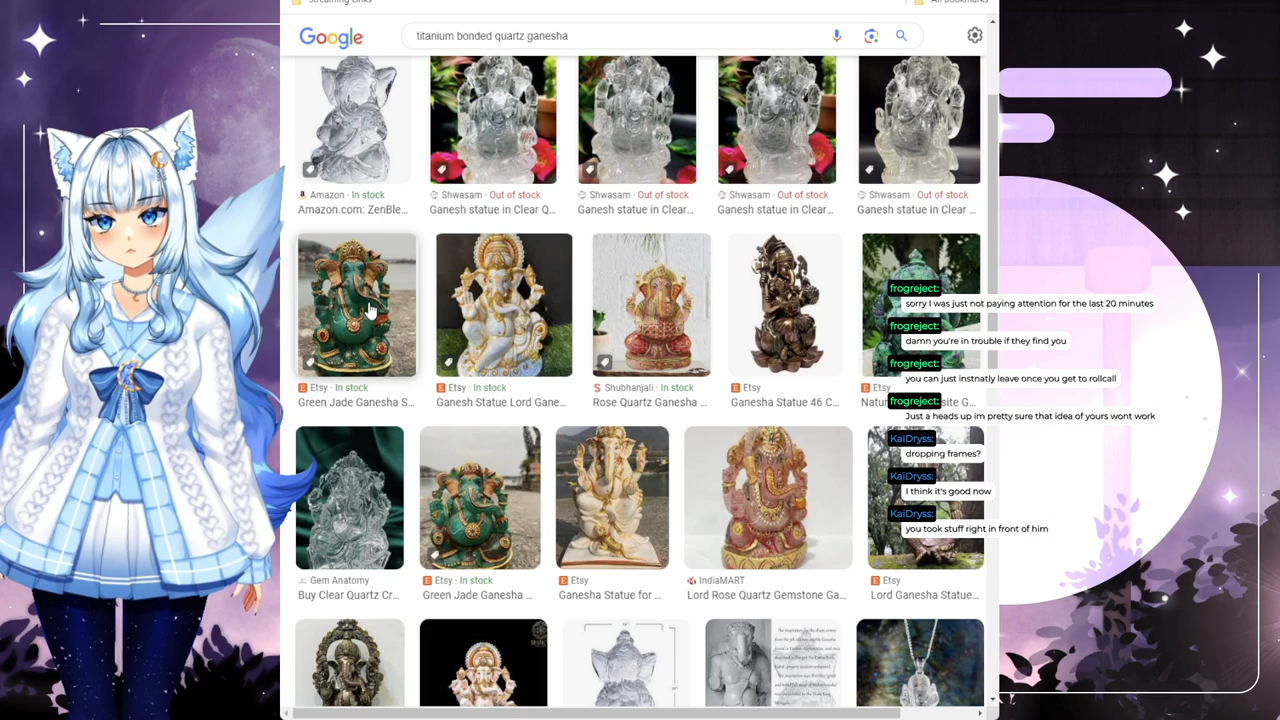 Streaming Links
All Bookmarks
Google
titanium bonded quartz ganesha
Amazon · In stock
Amazon.com: ZenBle...
Shwasam · Out of stock
Ganesh statue in Clear Q...
Shwasam · Out of stock
Ganesh statue in Clear...
Shwasam · Out of stock
Ganesh statue in Clear...
Shwasam · Out of stock
Ganesh statue in Clear ...
Etsy · In stock
Green Jade Ganesha S...
Etsy · In stock
Ganesh Statue Lord Gane...
Shubhanjali · In stock
Rose Quartz Ganesha ...
Etsy
Ganesha Statue 46 C...
Etsy
Gem Anatomy
Buy Clear Quartz Cr...
Etsy · In stock
Green Jade Ganesha ...
Etsy
Ganesha Statue for ...
IndiaMART
Lord Rose Quartz Gemstone Ga...
Etsy
Lord Ganesha Statue...
frogreject:
sorry I was just not paying attention for the last 20 minutes
frogreject:
damn you're in trouble if they find you
frogreject:
you can just instnatly leave once you get to rollcall
frogreject:
Just a heads up im pretty sure that idea of yours wont work
KaiDryss:
dropping frames?
KaiDryss:
I think it's good now
KaiDryss:
you took stuff right in front of him